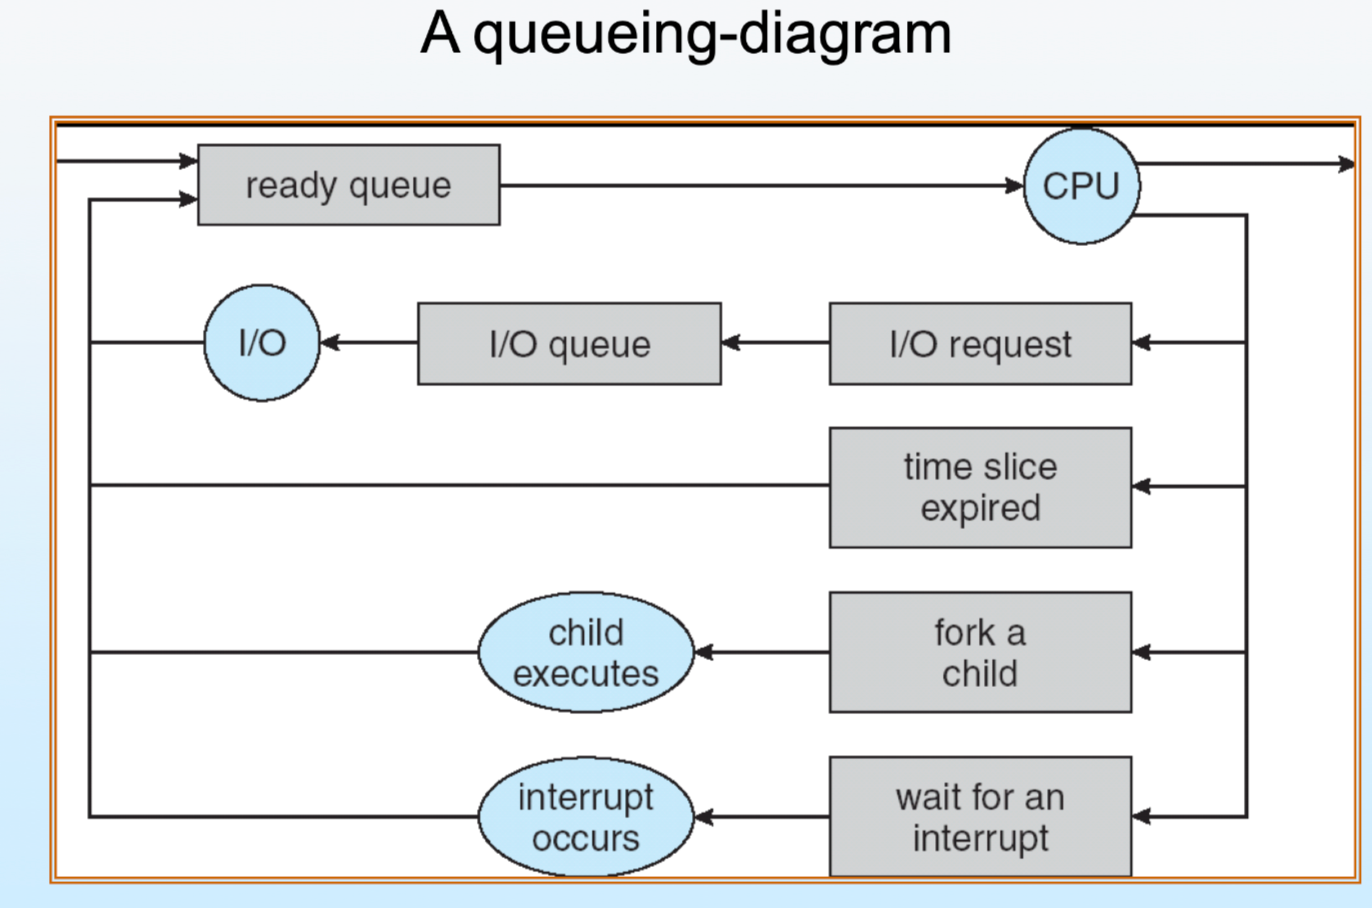 A queueing-diagram
ready queue
CPU
I/O
I/O queue
I/O request
time slice
expired
child
executes
fork a
child
interrupt
occurs
wait for an
interrupt